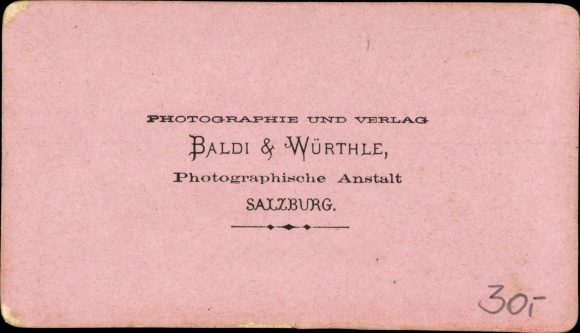 PHOTOGRAPHIE UND VERLAG
BALDI & WÜRTHLE,
Photographische Anstalt
SALZBURG.
30,-